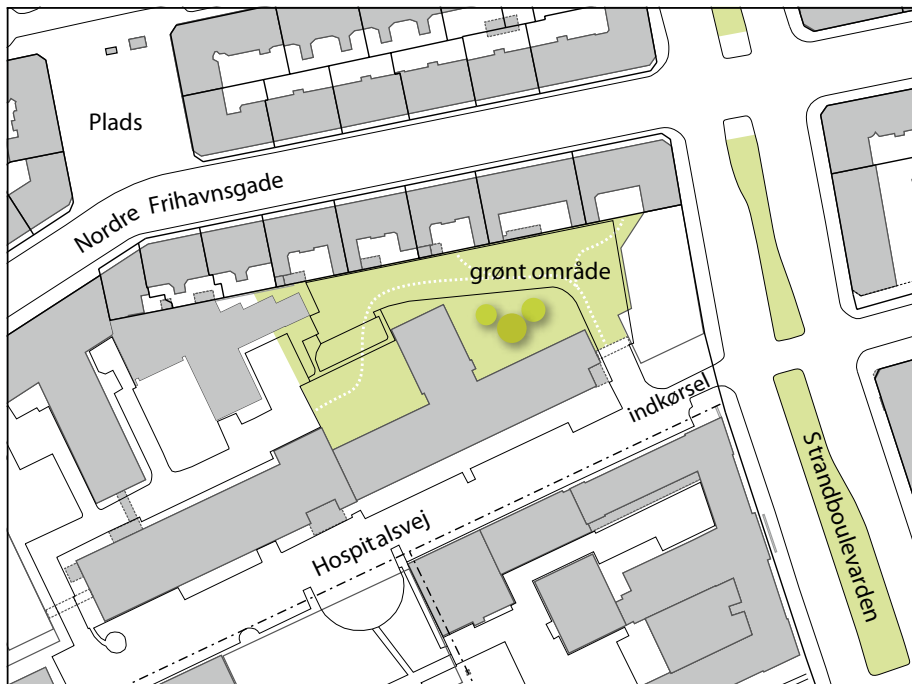 Plads
Nordre Frihavnsgade
grønt område
indkørsel
Strandboulevarden
Hospitalsvej